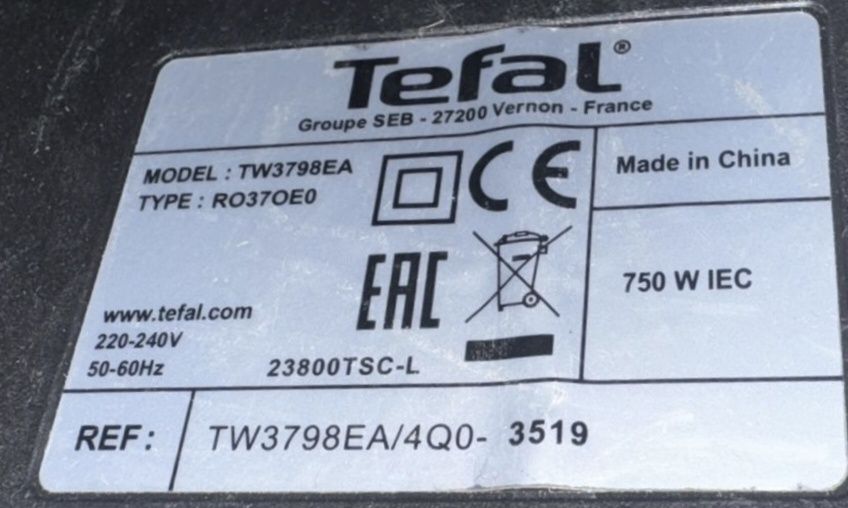 Tefal®
Groupe SEB - 27200 Vernon - France
MODEL : TW3798EA
TYPE : RO37OE0
CE
Made in China
EAC
750 W IEC
www.tefal.com
220-240V
50-60Hz
23800TSC-L
REF: TW3798EA/4Q0- 3519